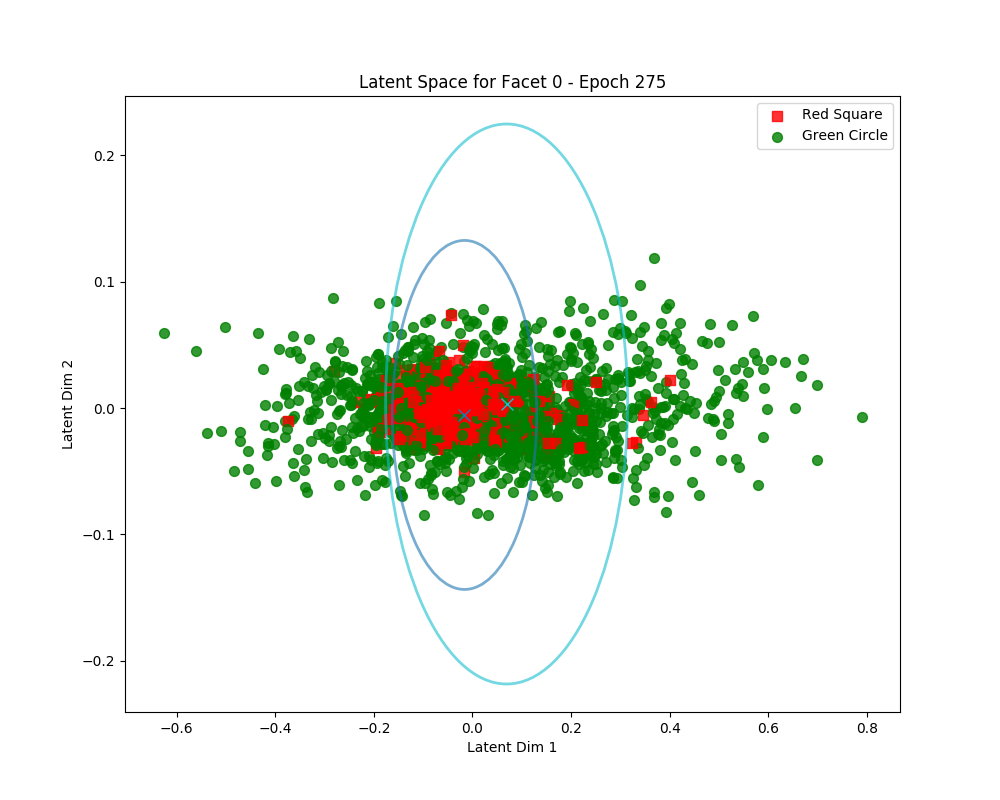 Latent Space for Facet 0 - Epoch 275
Red Square
Green Circle
0.2
0.1
0.0
−0.1
−0.2
Latent Dim 2
−0.6
−0.4
−0.2
0.0
0.2
0.4
0.6
0.8
Latent Dim 1